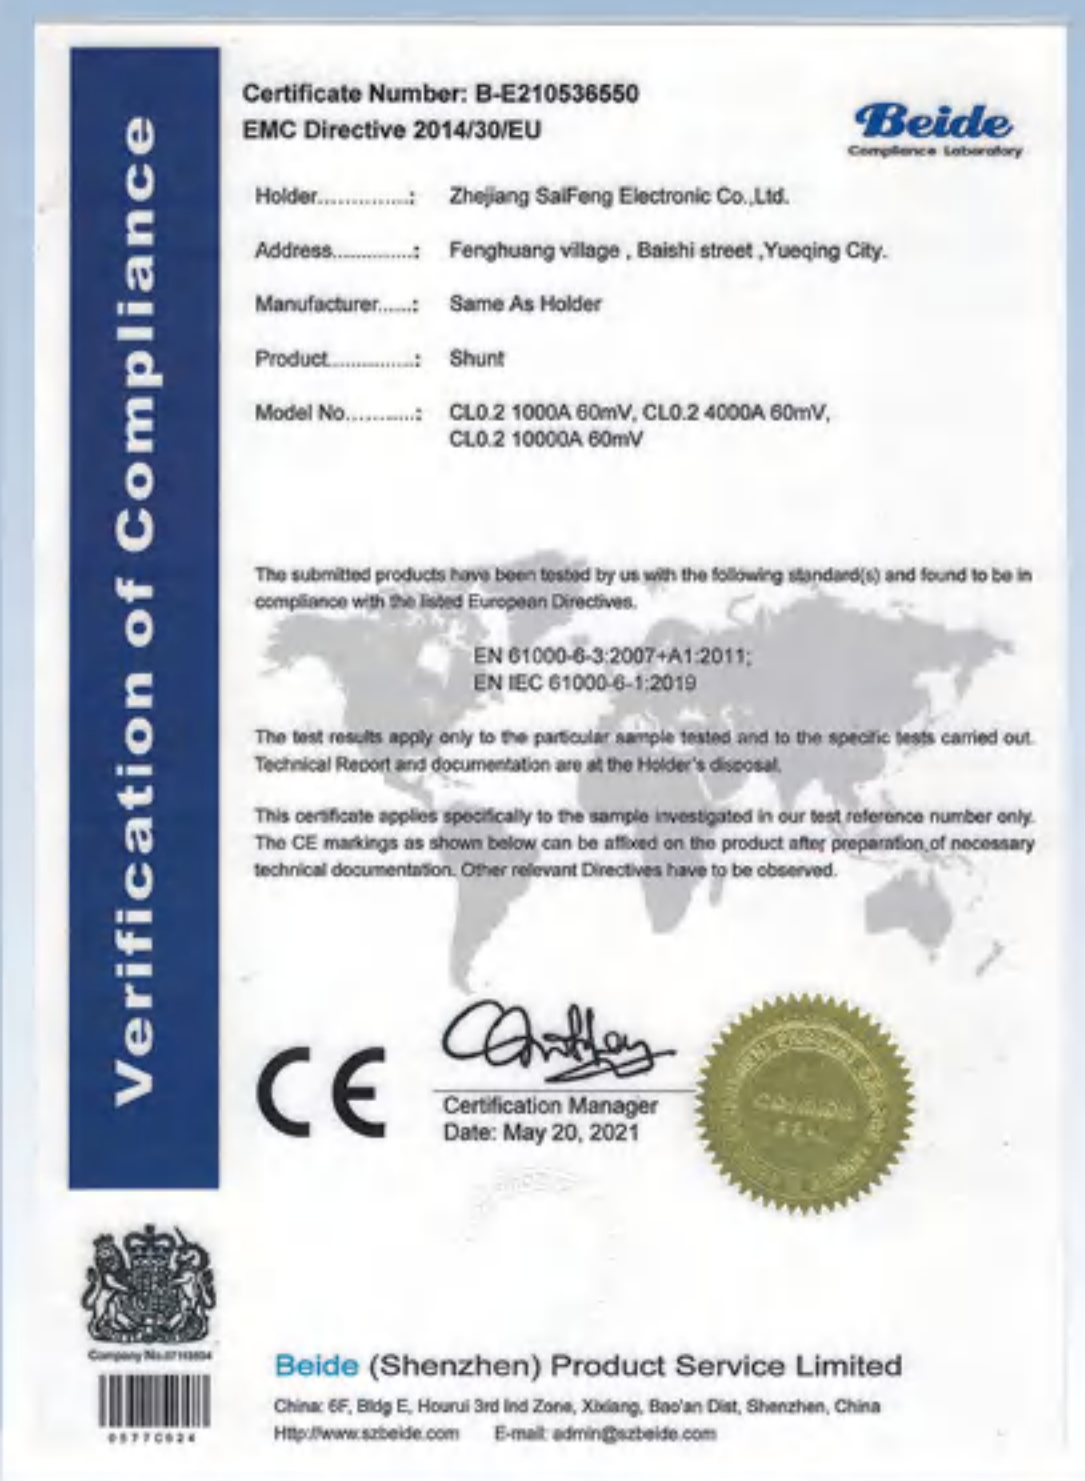 Verification of Compliance
Certificate Number: B-E210536550
EMC Directive 2014/30/EU
Beide
Compliance Laboratory
Holder...............: Zhejiang SaiFeng Electronic Co.,Ltd.
Address.............: Fenghuang village , Baishi street ,Yueqing City.
Manufacturer......: Same As Holder
Product...............: Shunt
Model No...........: CL0.2 1000A 60mV, CL0.2 4000A 60mV,
CL0.2 10000A 60mV
The submitted products have been tested by us with the following standard(s) and found to be in
compliance with the listed European Directives.
EN 61000-6-3:2007+A1:2011;
EN IEC 61000-6-1:2019
The test results apply only to the particular sample tested and to the specific tests carried out.
Technical Report and documentation are at the Holder's disposal.
This certificate applies specifically to the sample investigated in our test reference number only.
The CE markings as shown below can be affixed on the product after preparation of necessary
technical documentation. Other relevant Directives have to be observed.
CE
Certification Manager
Date: May 20, 2021
Company No.
Beide (Shenzhen) Product Service Limited
China: 6F, Bldg E, Hourui 3rd Ind Zone, Xixiang, Bao'an Dist, Shenzhen, China
Http://www.szbeide.com E-mail: admin@szbeide.com